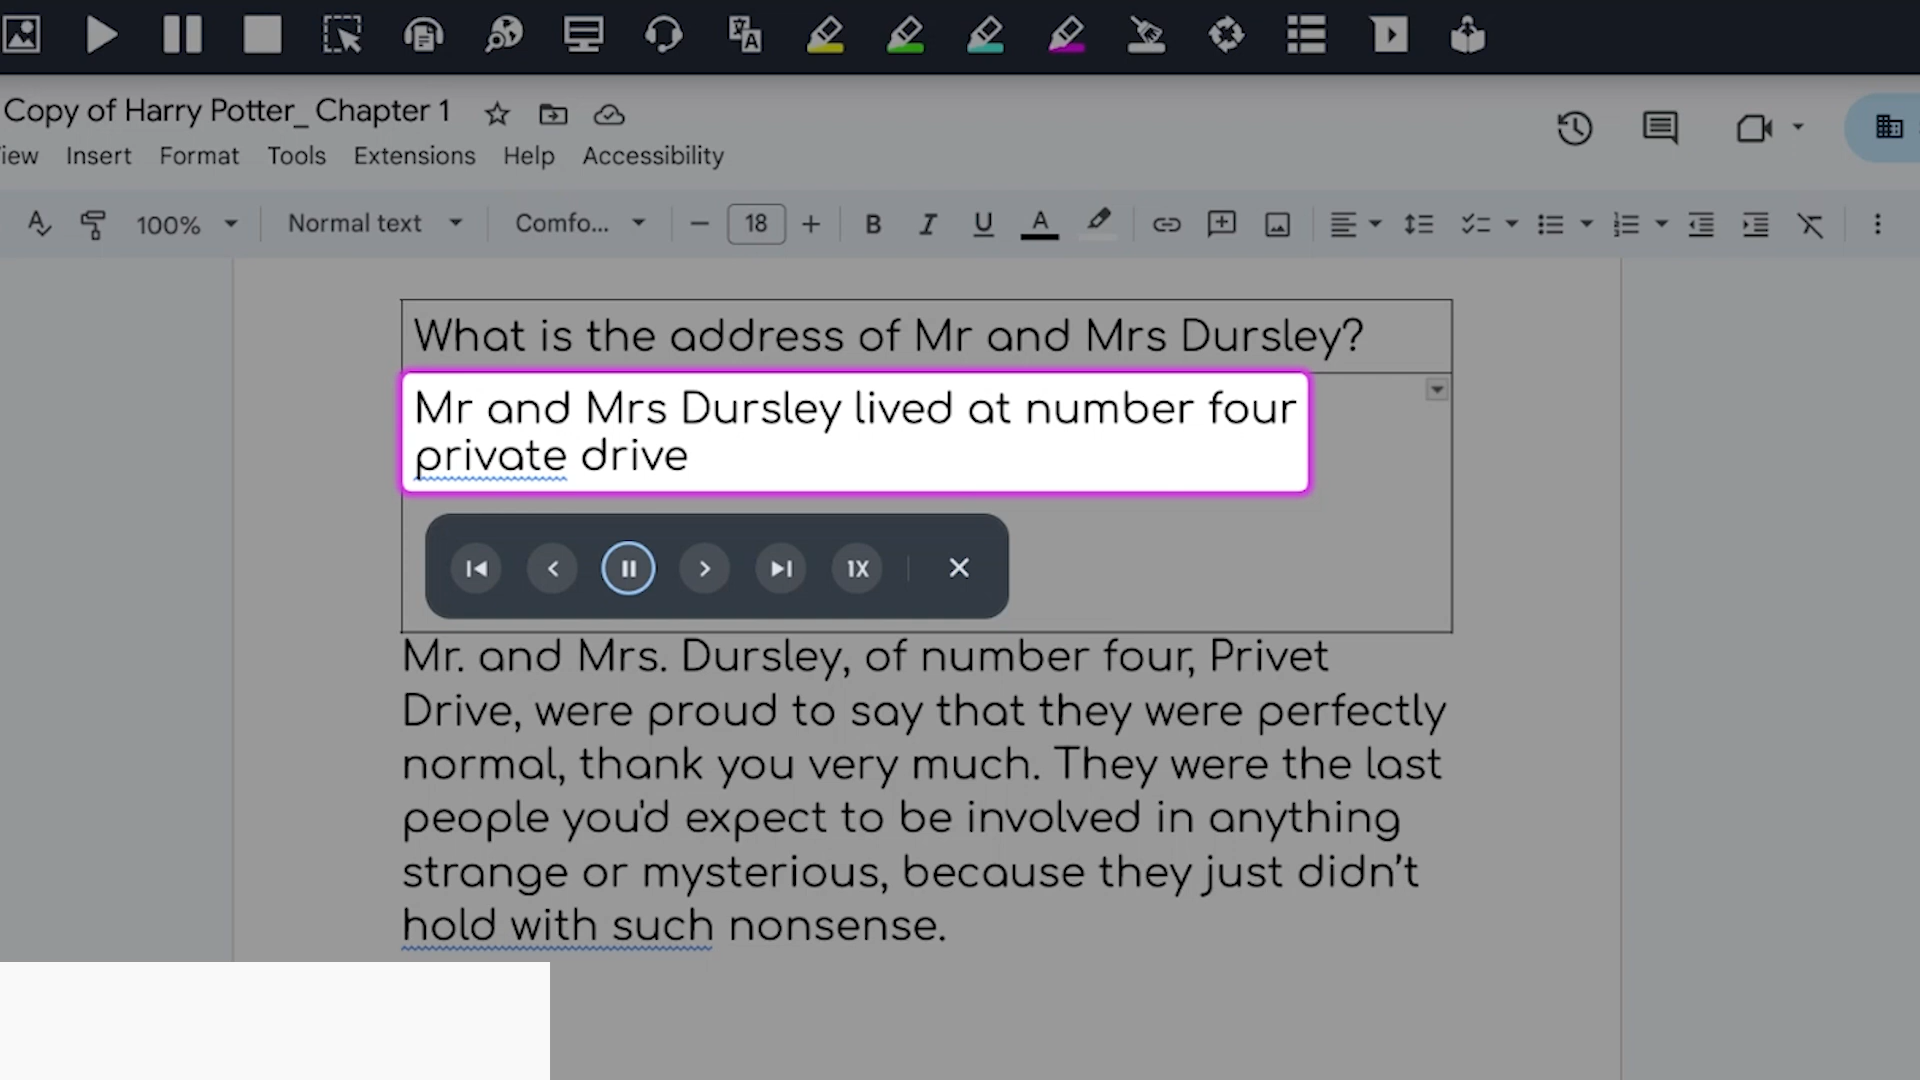 Copy of Harry Potter_ Chapter 1
iew Insert Format Tools Extensions Help Accessibility
100% Normal text Comfo... 18 B I U A
What is the address of Mr and Mrs Dursley?
Mr and Mrs Dursley lived at number four
private drive
1X
Mr. and Mrs. Dursley, of number four, Privet
Drive, were proud to say that they were perfectly
normal, thank you very much. They were the last
people you'd expect to be involved in anything
strange or mysterious, because they just didn't
hold with such nonsense.